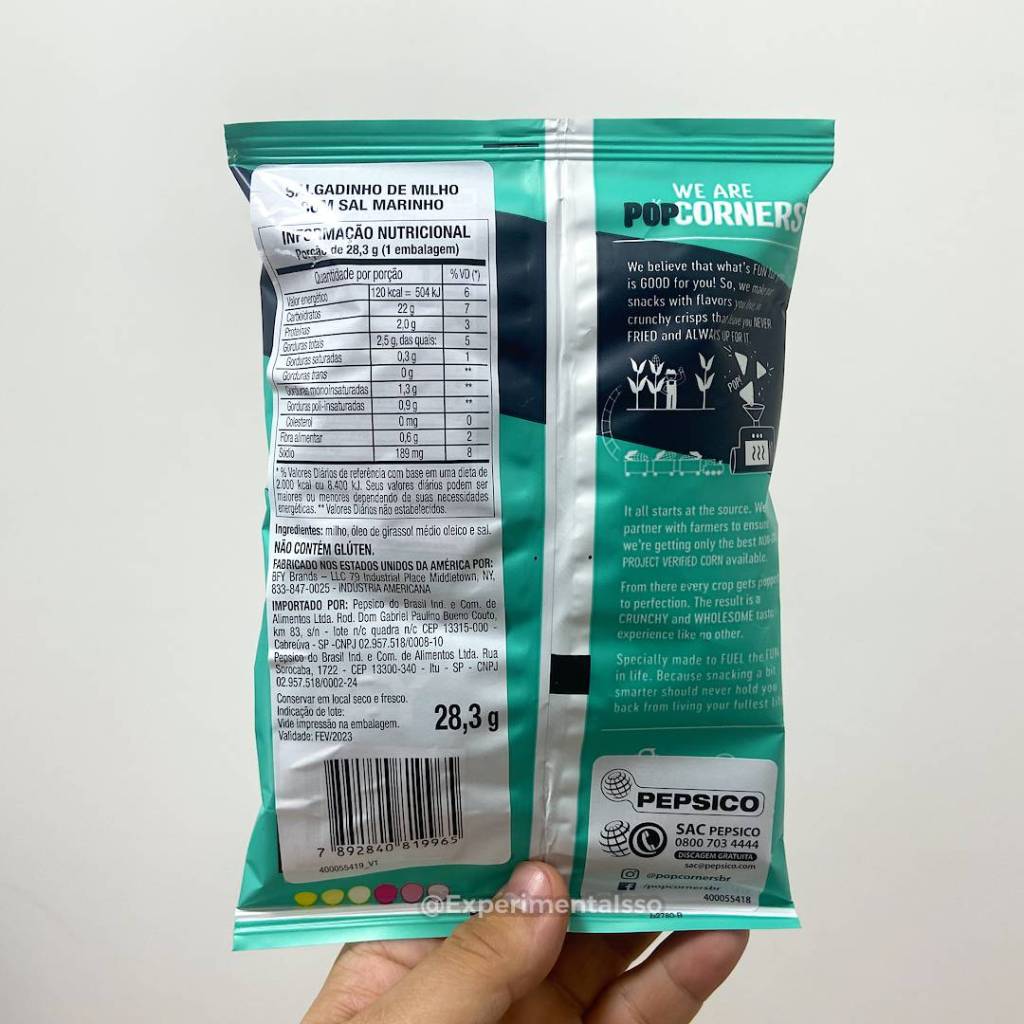 SALGADINHO DE MILHO
COM SAL MARINHO
INFORMAÇÃO NUTRICIONAL
Porção de 28,3 g (1 embalagem)
Quantidade por porção % VD (*)
Valor energético 120 kcal = 504 kJ 6
Carboidratos 22 g 7
Proteínas 2,0 g 3
Gorduras totais 2,5 g, das quais: 5
Gorduras saturadas 0,3 g 1
Gorduras trans 0 g **
Gorduras monoinsaturadas 1,3 g **
Gorduras poli-insaturadas 0,9 g **
Colesterol 0 mg 0
Fibra alimentar 0,6 g 2
Sódio 189 mg 8
* % Valores Diários de referência com base em uma dieta de
2.000 kcal ou 8.400 kJ. Seus valores diários podem ser
maiores ou menores dependendo de suas necessidades
energéticas. ** Valores Diários não estabelecidos.
Ingredientes: milho, óleo de girassol médio oleico e sal.
NÃO CONTÉM GLÚTEN.
FABRICADO NOS ESTADOS UNIDOS DA AMÉRICA POR:
BFY Brands – LLC 79 Industrial Place Middletown, NY,
833-847-0025 - INDÚSTRIA AMERICANA
IMPORTADO POR: Pepsico do Brasil Ind. e Com. de
Alimentos Ltda. Rod. Dom Gabriel Paulino Bueno Couto,
km 83, s/n - lote n/c quadra n/c CEP 13315-000 -
Cabreúva - SP -CNPJ 02.957.518/0008-10
Pepsico do Brasil Ind. e Com. de Alimentos Ltda. Rua
Sorocaba, 1722 - CEP 13300-340 - Itu - SP - CNPJ
02.957.518/0002-24
Conservar em local seco e fresco.
Indicação de lote:
Vide impressão na embalagem.
Validade: FEV/2023
28,3 g
7 892840 819965
400055419_V1
WE ARE
POPCORNERS
We believe that what's FUN
is GOOD for you! So, we make
snacks with flavors you live in
crunchy crisps that you NEVER
FRIED and ALWAYS UP FOR IT.
POP!
It all starts at the source. We
partner with farmers to ensure
we're getting only the best NON-
PROJECT VERIFIED CORN available.
From there every crop gets popped
to perfection. The result is a
CRUNCHY and WHOLESOME taste
experience like no other.
Specially made to FUEL the FUN
in life. Because snacking a bit
smarter should never hold you
back from living your fullest
PEPSICO
SAC PEPSICO
0800 703 4444
DISCAGEM GRATUITA
sac@pepsico.com
@popcornersbr
/popcornersbr
400055418
@Experimentalsso
b2780-B